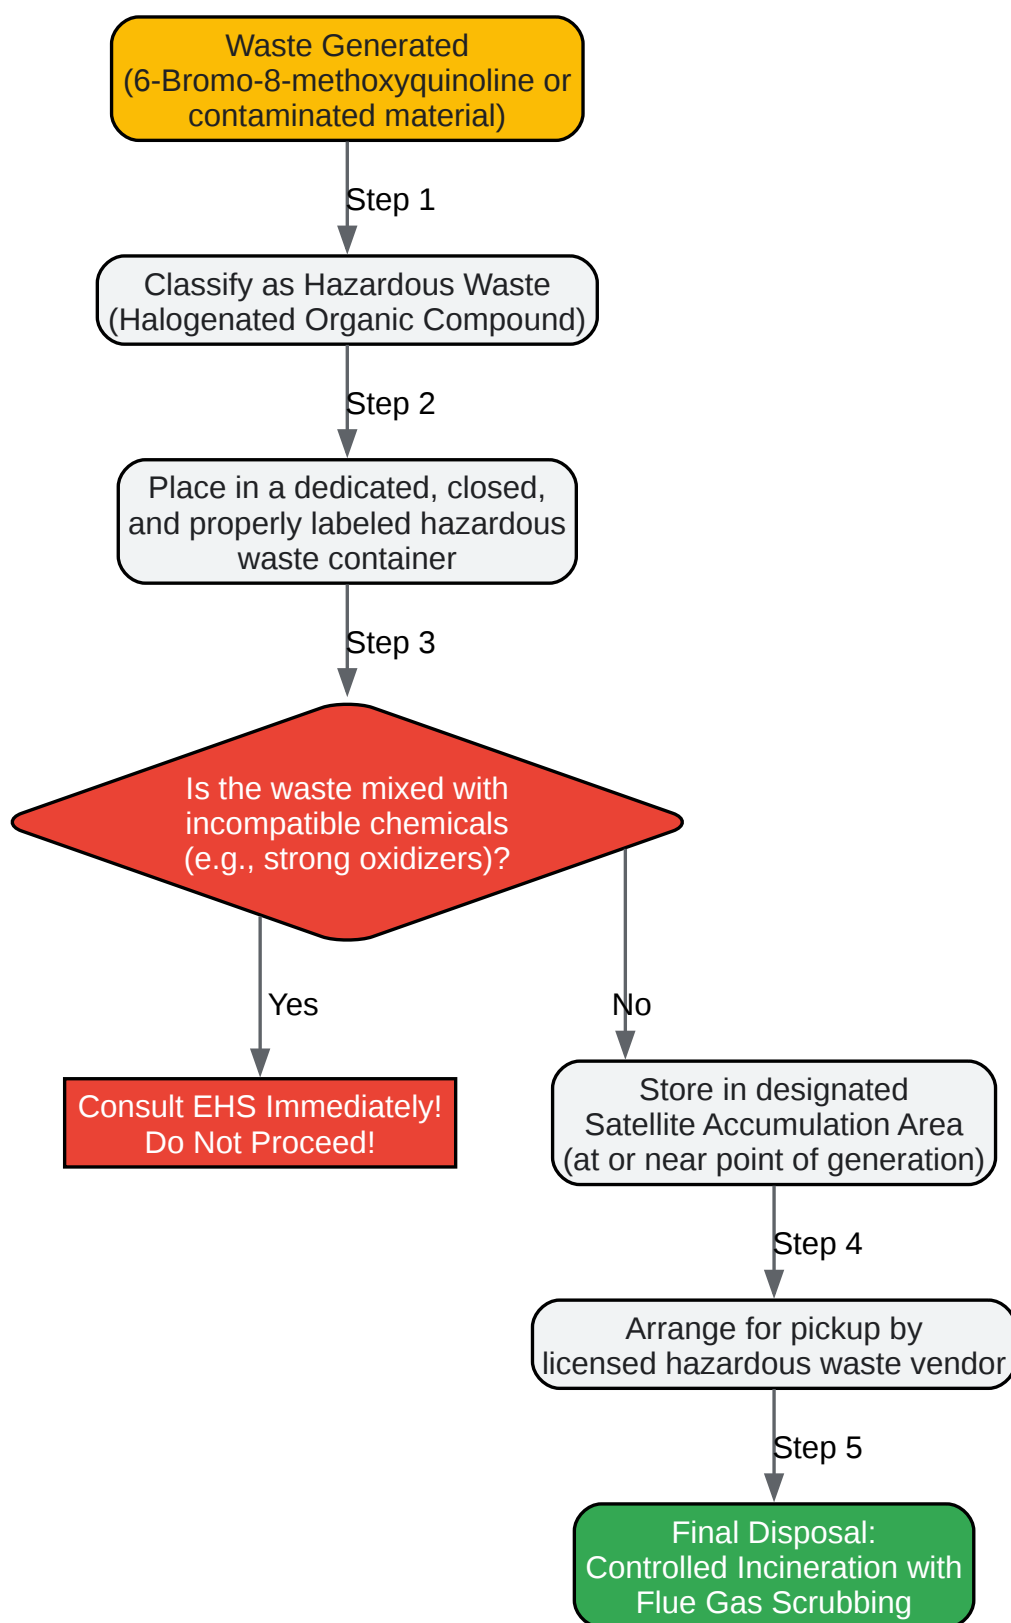 Waste Generated
(6-Bromo-8-methoxyquinoline or
contaminated material)
Step 1
Classify as Hazardous Waste
(Halogenated Organic Compound)
Step 2
Place in a dedicated, closed,
and properly labeled hazardous
waste container
Step 3
Is the waste mixed with
incompatible chemicals
(e.g., strong oxidizers)?
Yes
No
Consult EHS Immediately!
Do Not Proceed!
Store in designated
Satellite Accumulation Area
(at or near point of generation)
Step 4
Arrange for pickup by
licensed hazardous waste vendor
Step 5
Final Disposal:
Controlled Incineration with
Flue Gas Scrubbing